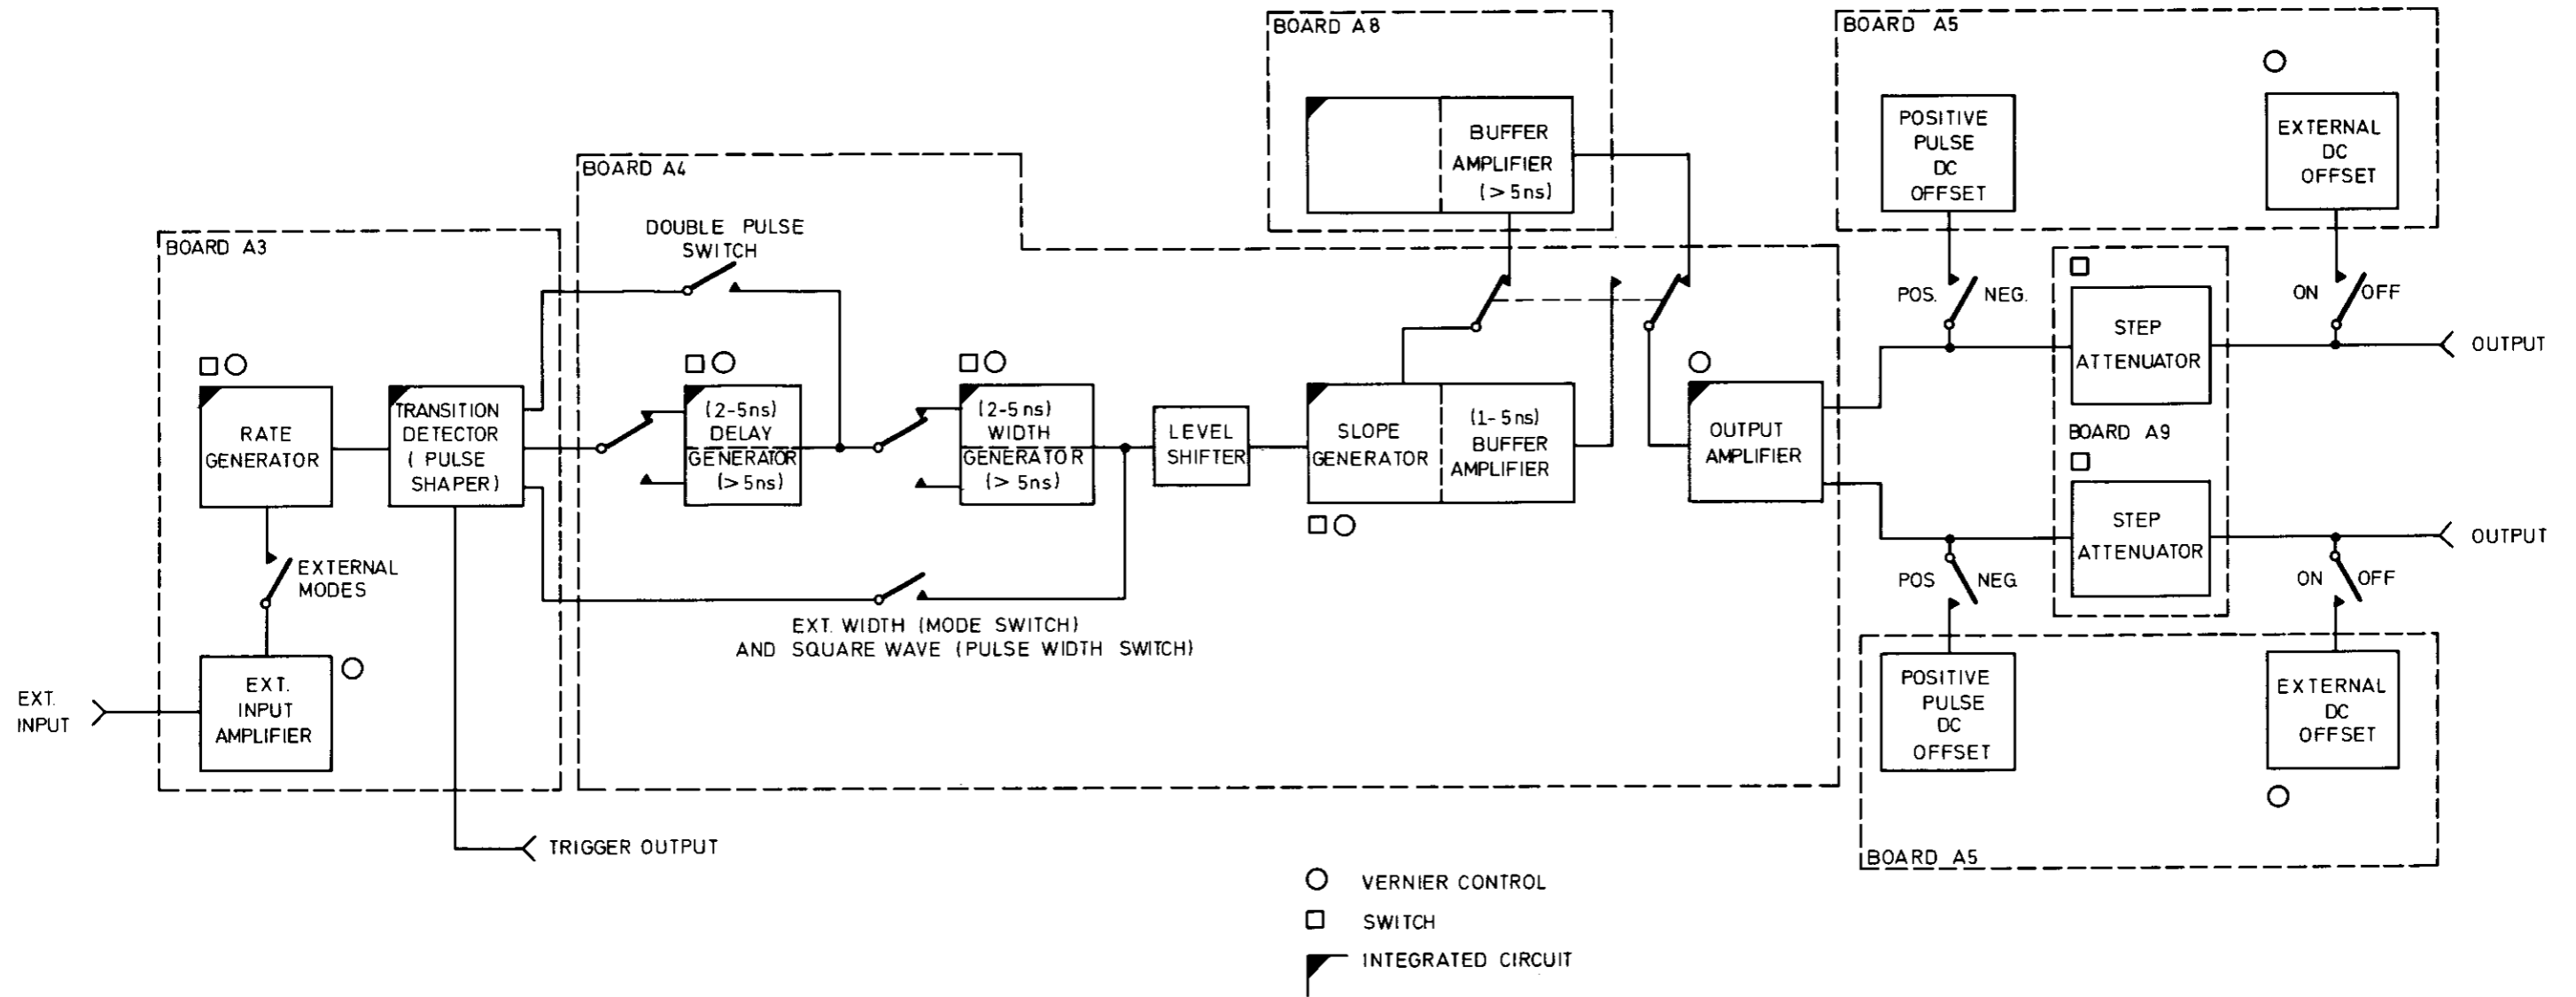 BOARD A8
BOARD A5
BUFFER
AMPLIFIER
(> 5ns)
POSITIVE
PULSE
DC
OFFSET
EXTERNAL
DC
OFFSET
BOARD A4
DOUBLE PULSE
SWITCH
BOARD A3
POS.
NEG.
ON
OFF
STEP
ATTENUATOR
OUTPUT
RATE
GENERATOR
TRANSITION
DETECTOR
( PULSE
SHAPER)
(2-5ns)
DELAY
GENERATOR
(> 5ns)
(2-5ns)
WIDTH
GENERATOR
(> 5ns)
LEVEL
SHIFTER
SLOPE
GENERATOR
(1-5ns)
BUFFER
AMPLIFIER
OUTPUT
AMPLIFIER
BOARD A9
STEP
ATTENUATOR
OUTPUT
EXTERNAL
MODES
POS
NEG
ON
OFF
EXT. WIDTH (MODE SWITCH)
AND SQUARE WAVE (PULSE WIDTH SWITCH)
EXT.
INPUT
EXT.
INPUT
AMPLIFIER
POSITIVE
PULSE
DC
OFFSET
EXTERNAL
DC
OFFSET
TRIGGER OUTPUT
BOARD A5
VERNIER CONTROL
SWITCH
INTEGRATED CIRCUIT